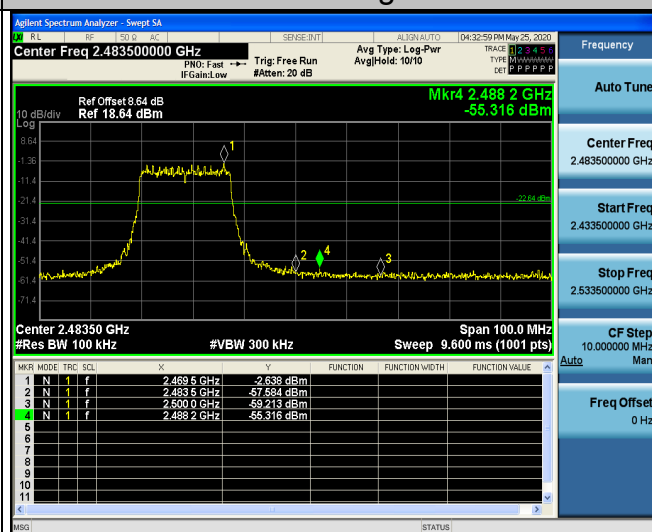 Agilent Spectrum Analyzer - Swept SA
LXI RL RF 50 Ω AC SENSE:INT ALIGN AUTO 04:32:59 PM May 25, 2020
Center Freq 2.483500000 GHz
PNO: Fast
IFGain:Low
Trig: Free Run
#Atten: 20 dB
Avg Type: Log-Pwr
Avg|Hold: 10/10
TRACE 1 2 3 4 5 6
TYPE M
DET P P P P P P
Frequency
Auto Tune
Center Freq
2.483500000 GHz
Start Freq
2.433500000 GHz
Stop Freq
2.533500000 GHz
CF Step
10.000000 MHz
Auto Man
Freq Offset
0 Hz
Mkr4 2.488 2 GHz
-55.316 dBm
Ref Offset 8.64 dB
10 dB/div Ref 18.64 dBm
Log
8.64
-1.36
-11.4
-21.4
-31.4
-41.4
-51.4
-61.4
-71.4
-22.64 dBm
1
2
4
3
Center 2.48350 GHz Span 100.0 MHz
#Res BW 100 kHz #VBW 300 kHz Sweep 9.600 ms (1001 pts)
MKR MODE TRC SCL X Y FUNCTION FUNCTION WIDTH FUNCTION VALUE
1 N 1 f 2.469 5 GHz -2.638 dBm
2 N 1 f 2.483 5 GHz -57.584 dBm
3 N 1 f 2.500 0 GHz -59.213 dBm
4 N 1 f 2.488 2 GHz -55.316 dBm
5
6
7
8
9
10
11
MSG STATUS